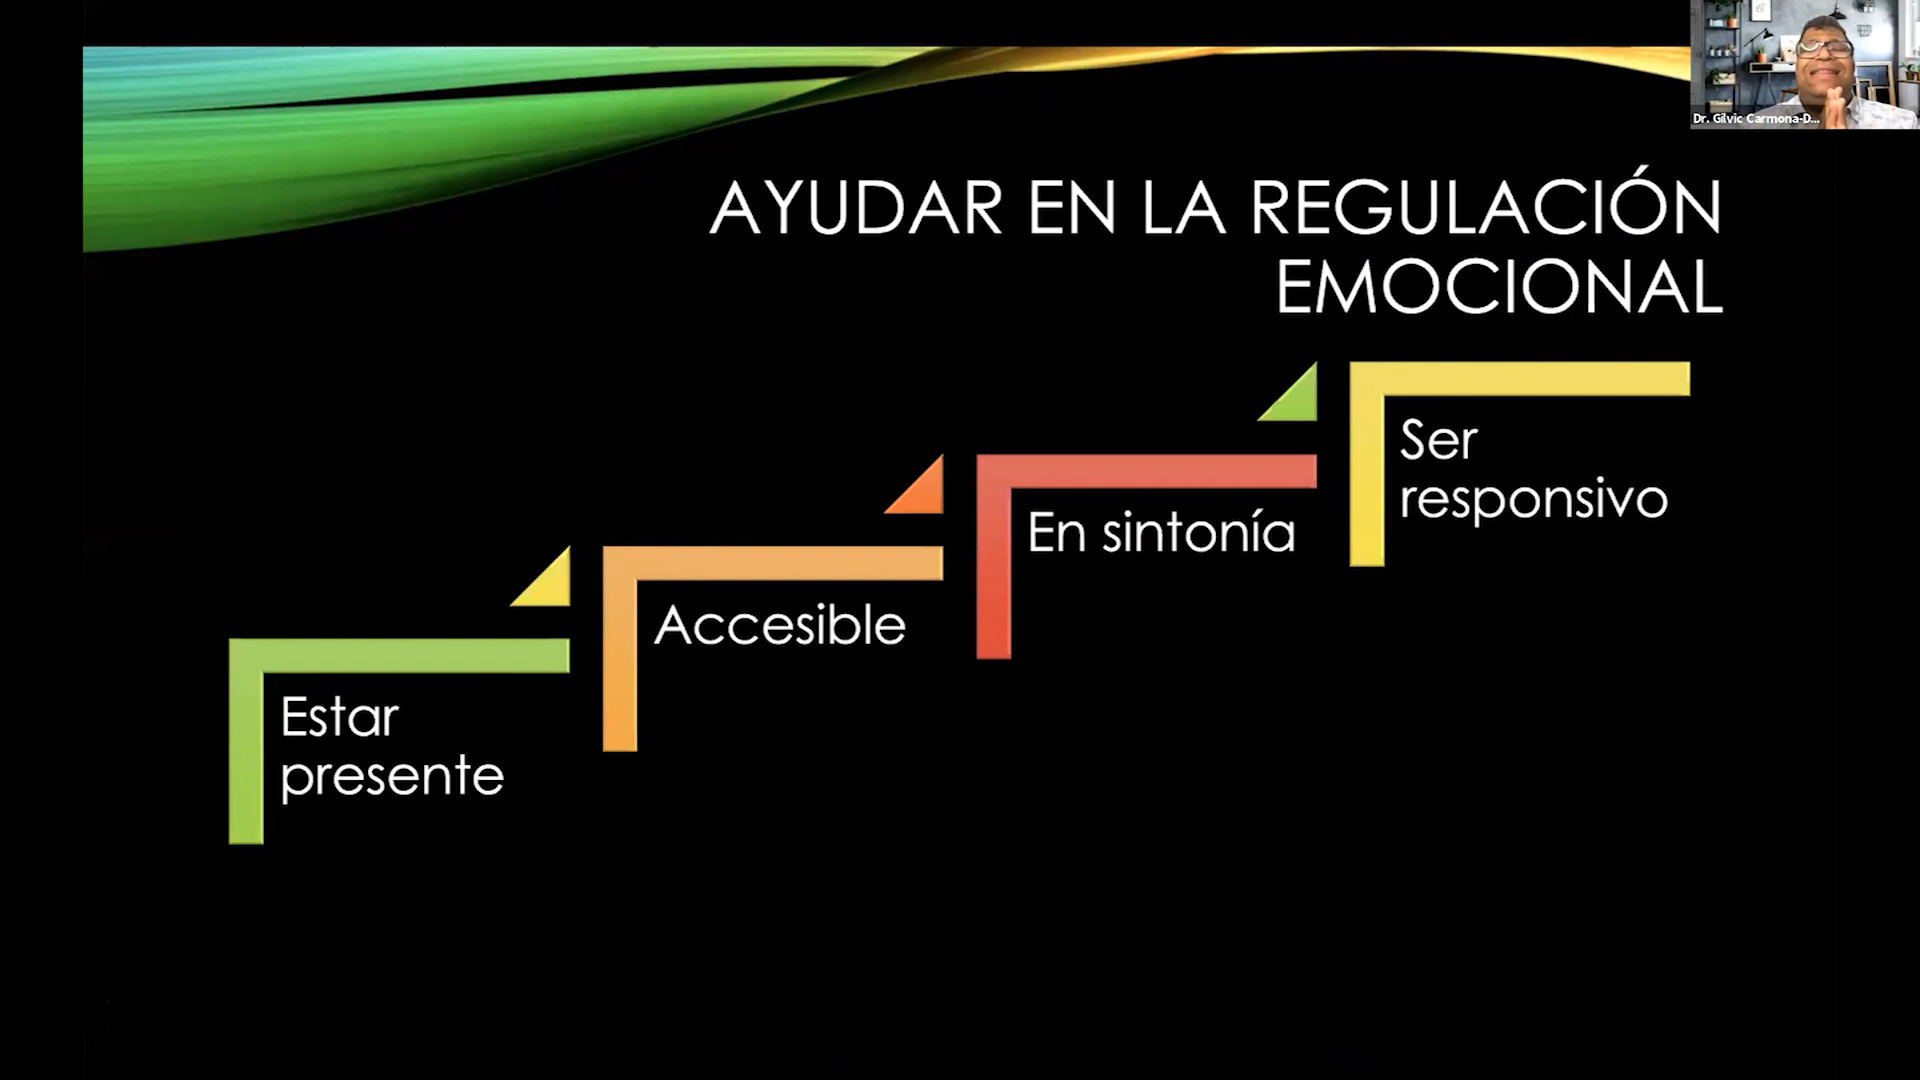 Dr. Gilvic Carmona-D...
AYUDAR EN LA REGULACIÓN
EMOCIONAL
Estar
presente
Accesible
En sintonía
Ser
responsivo